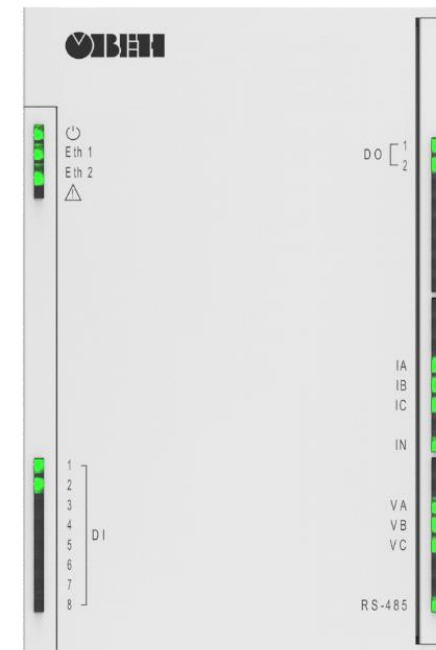 ОВЕН
Eth 1
Eth 2
1
2
3
4
5
6
7
8
DI
DO
1
2
IA
IB
IC
IN
VA
VB
VC
RS-485